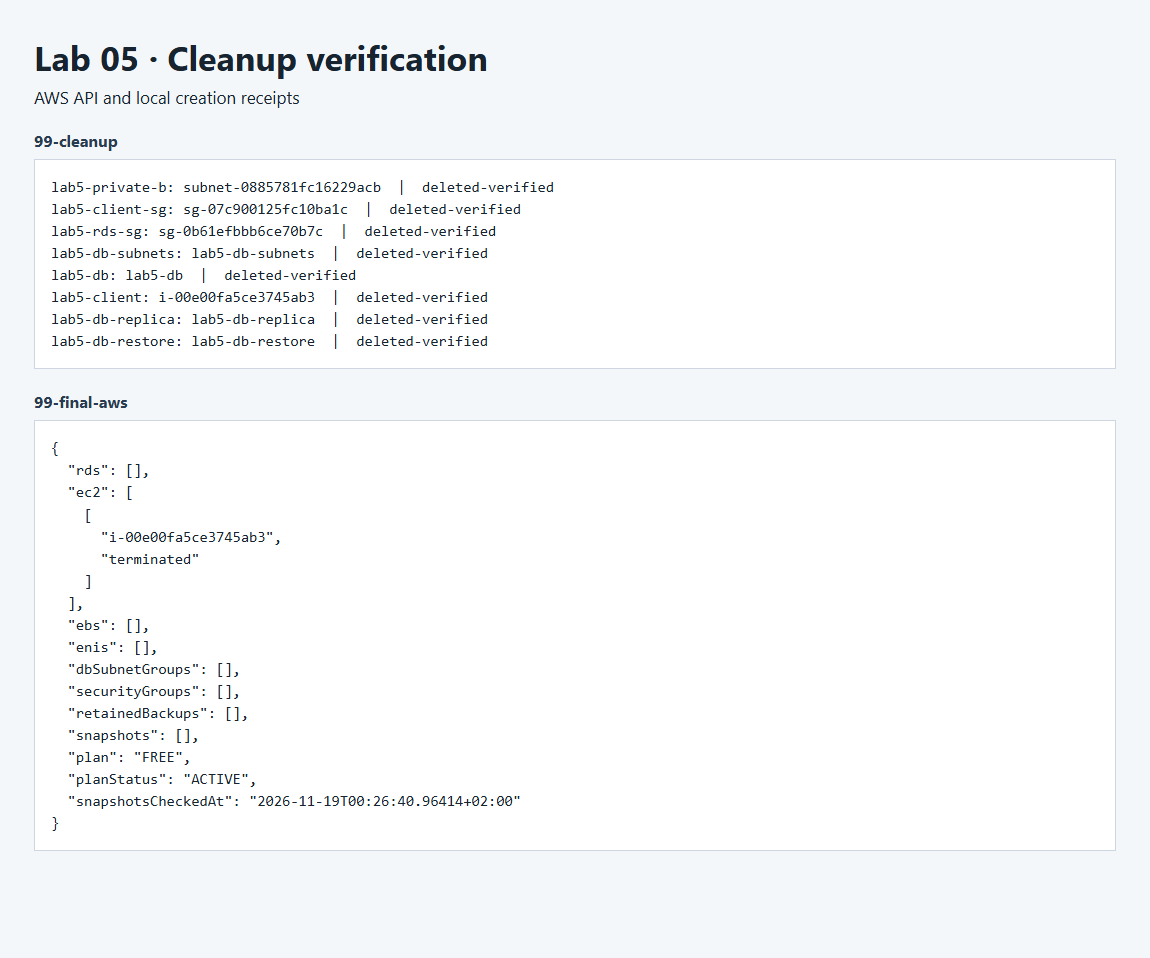 Lab 05 · Cleanup verification
AWS API and local creation receipts
99-cleanup
lab5-private-b: subnet-0885781fc16229acb  |  deleted-verified
lab5-client-sg: sg-07c900125fc10ba1c  |  deleted-verified
lab5-rds-sg: sg-0b61efbbb6ce70b7c  |  deleted-verified
lab5-db-subnets: lab5-db-subnets  |  deleted-verified
lab5-db: lab5-db  |  deleted-verified
lab5-client: i-00e00fa5ce3745ab3  |  deleted-verified
lab5-db-replica: lab5-db-replica  |  deleted-verified
lab5-db-restore: lab5-db-restore  |  deleted-verified
99-final-aws
{
  "rds": [],
  "ec2": [
    [
      "i-00e00fa5ce3745ab3",
      "terminated"
    ]
  ],
  "ebs": [],
  "enis": [],
  "dbSubnetGroups": [],
  "securityGroups": [],
  "retainedBackups": [],
  "snapshots": [],
  "plan": "FREE",
  "planStatus": "ACTIVE",
  "snapshotsCheckedAt": "2026-11-19T00:26:40.96414+02:00"
}